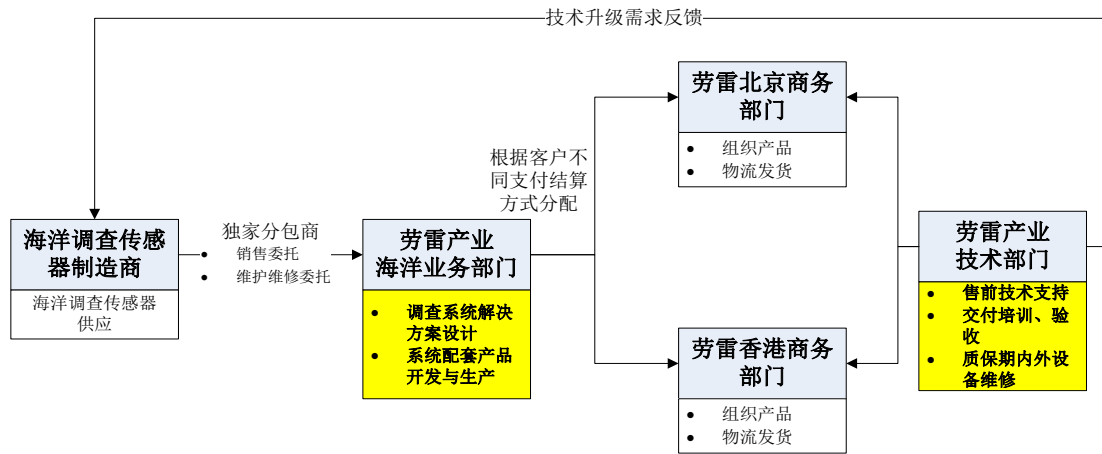 技术升级需求反馈
劳雷北京商务
部门
• 组织产品
• 物流发货
根据客户不
同支付结算
方式分配
海洋调查传感
器制造商
海洋调查传感器
供应
独家分包商
• 销售委托
• 维护维修委托
劳雷产业
海洋业务部门
• 调查系统解决
方案设计
• 系统配套产品
开发与生产
劳雷产业
技术部门
• 售前技术支持
• 交付培训、验
收
• 质保期内外设
备维修
劳雷香港商务
部门
• 组织产品
• 物流发货